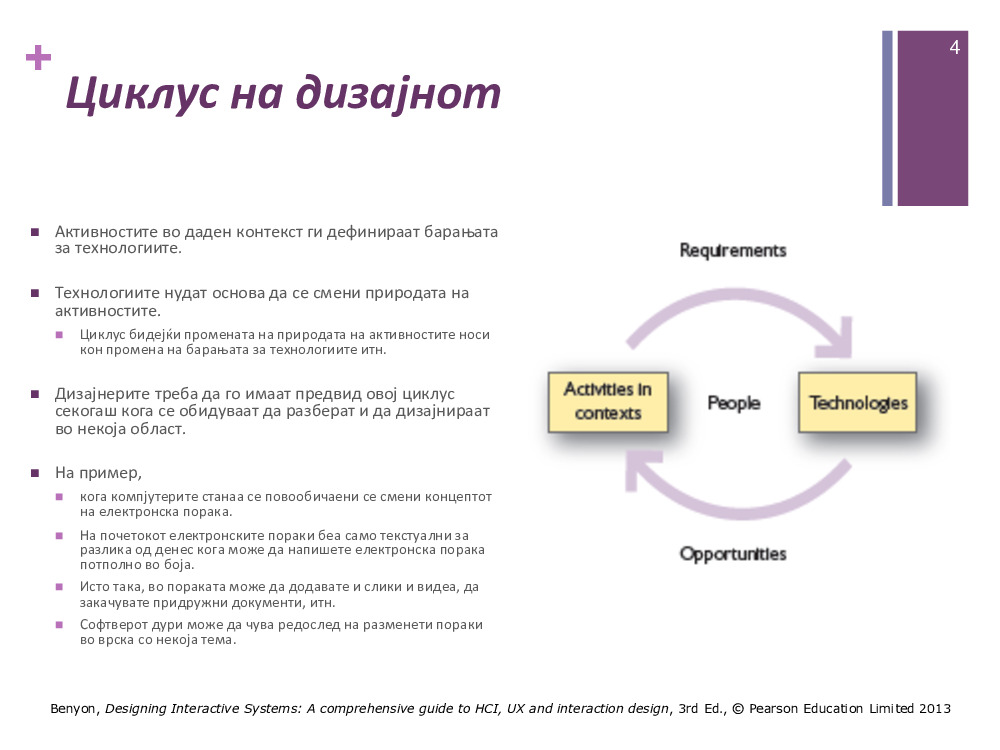 4
+
Циклус на дизајнот
Активностите во даден контекст ги дефинираат барањата
за технологиите.
Технологиите нудат основа да се смени природата на
активностите.
Циклус бидејќи промената на природата на активностите носи
кон промена на барањата за технологиите итн.
Дизајнерите треба да го имаат предвид овој циклус
секогаш кога се обидуваат да разберат и да дизајнираат
во некоја област.
На пример,
кога компјутерите станаа се повообичаени се смени концептот
на електронска порака.
На почетокот електронските пораки беа само текстуални за
разлика од денес кога може да напишете електронска порака
потполно во боја.
Исто така, во пораката може да додавате и слики и видеа, да
закачувате придружни документи, итн.
Софтверот дури може да чува редослед на разменети пораки
во врска со некоја тема.
Requirements
Activities in
contexts
People
Technologies
Opportunities
Benyon, Designing Interactive Systems: A comprehensive guide to HCI, UX and interaction design, 3rd Ed., © Pearson Education Limited 2013